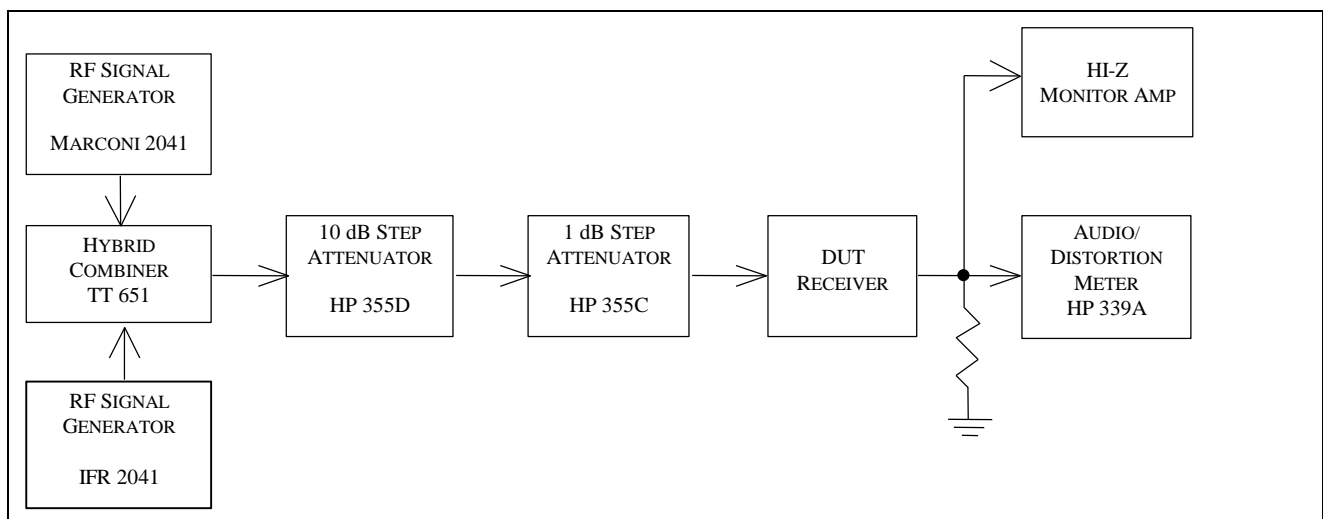 RF SIGNAL
GENERATOR
MARCONI 2041
HYBRID
COMBINER
TT 651
RF SIGNAL
GENERATOR
IFR 2041
10 dB STEP
ATTENUATOR
HP 355D
1 dB STEP
ATTENUATOR
HP 355C
DUT
RECEIVER
HI-Z
MONITOR AMP
AUDIO/
DISTORTION
METER
HP 339A